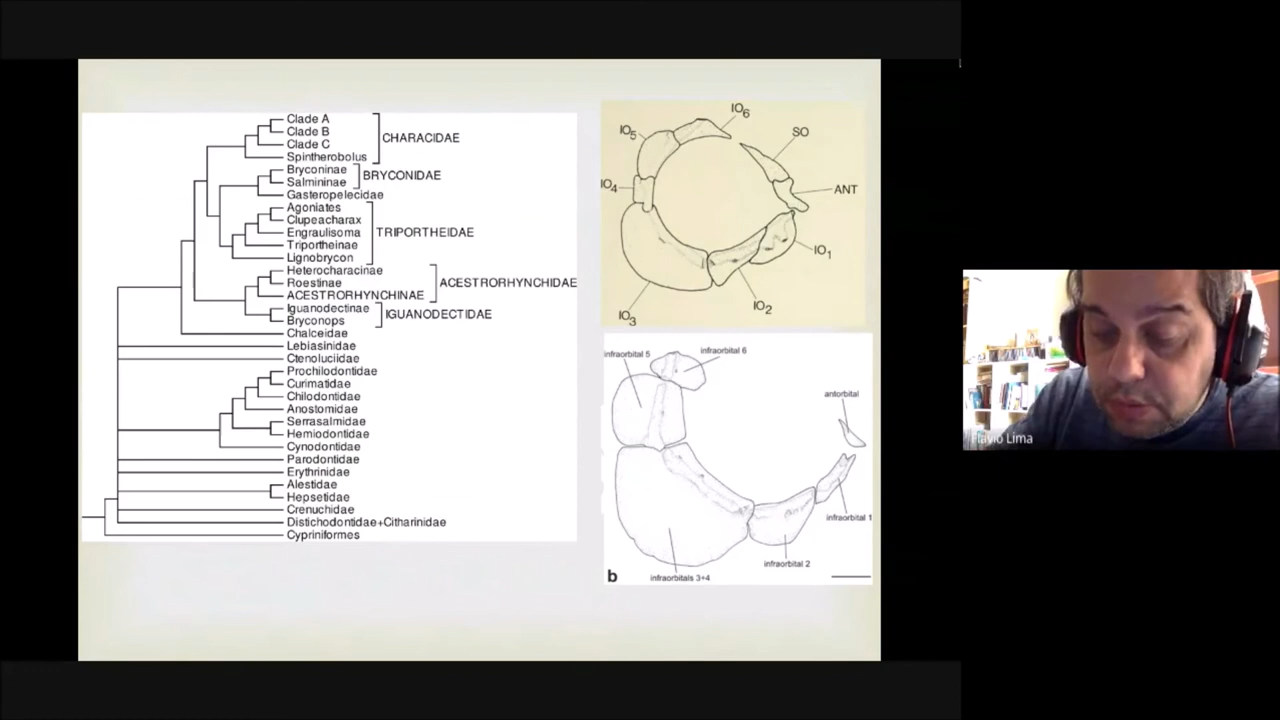 Clade A
Clade B
Clade C
Spintherobolus
CHARACIDAE
Bryconinae
Salmininae
BRYCONIDAE
Gasteropelecidae
Agoniates
Clupeacharax
Engraulisoma
Triportheinae
Lignobrycon
TRIPORTHEIDAE
Heterocharacinae
Roestinae
ACESTRORHYNCHINAE
ACESTRORHYNCHIDAE
Iguanodectinae
Bryconops
IGUANODECTIDAE
Chalceidae
Lebiasinidae
Ctenoluciidae
Prochilodontidae
Curimatidae
Chilodontidae
Anostomidae
Serrasalmidae
Hemiodontidae
Cynodontidae
Parodontidae
Erythrinidae
Alestidae
Hepsetidae
Crenuchidae
Distichodontidae+Citharinidae
Cypriniformes
IO6
IO5
SO
IO4
ANT
IO1
IO2
IO3
infraorbital 5
infraorbital 6
antorbital
infraorbital 1
infraorbital 2
infraorbitals 3+4
b
Flávio Lima